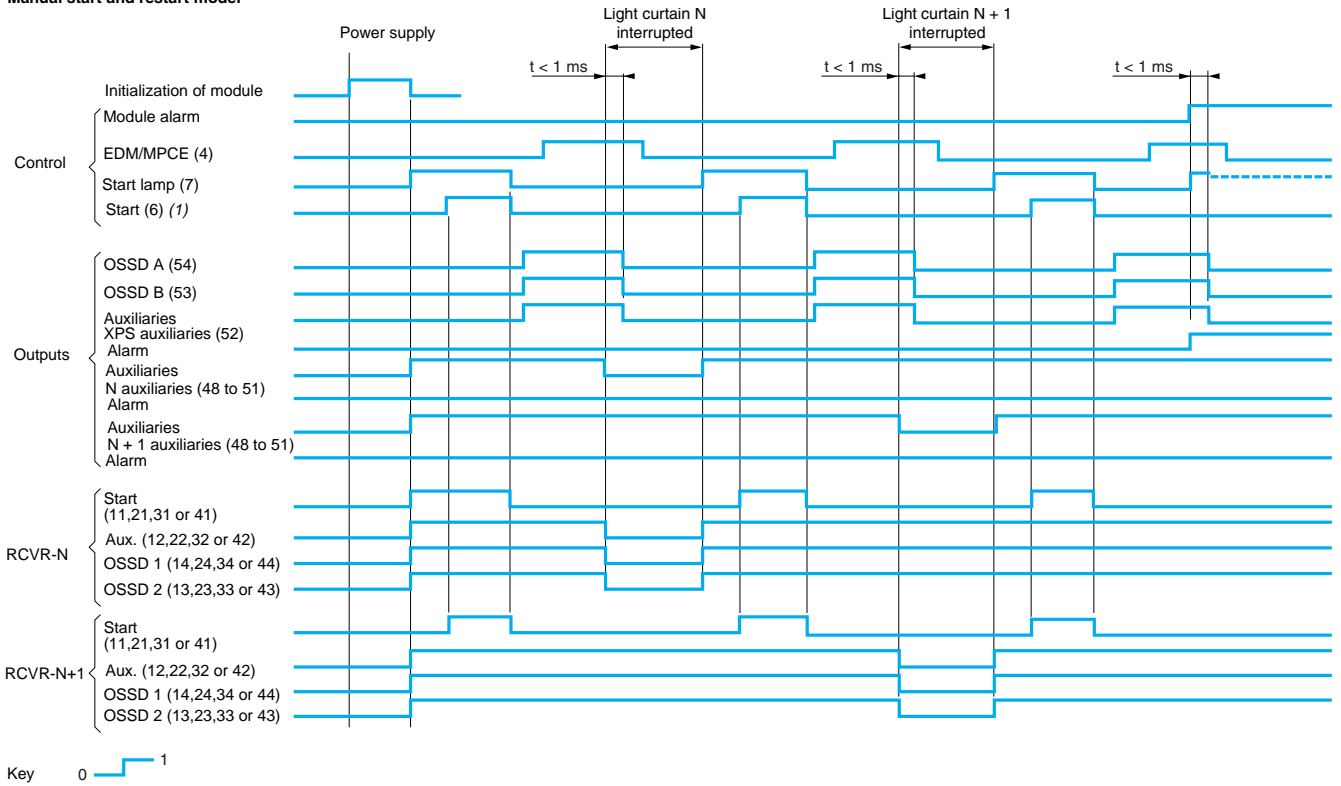 Manual start and restart model
Light curtain N
interrupted
Light curtain N + 1
interrupted
Power supply
t < 1 ms
t < 1 ms
t < 1 ms
Initialization of module
Control
Module alarm
EDM/MPCE (4)
Start lamp (7)
Start (6) (1)
Outputs
OSSD A (54)
OSSD B (53)
Auxiliaries
XPS auxiliaries (52)
Alarm
Auxiliaries
N auxiliaries (48 to 51)
Alarm
Auxiliaries
N + 1 auxiliaries (48 to 51)
Alarm
RCVR-N
Start
(11,21,31 or 41)
Aux. (12,22,32 or 42)
OSSD 1 (14,24,34 or 44)
OSSD 2 (13,23,33 or 43)
RCVR-N+1
Start
(11,21,31 or 41)
Aux. (12,22,32 or 42)
OSSD 1 (14,24,34 or 44)
OSSD 2 (13,23,33 or 43)
Key 0 1